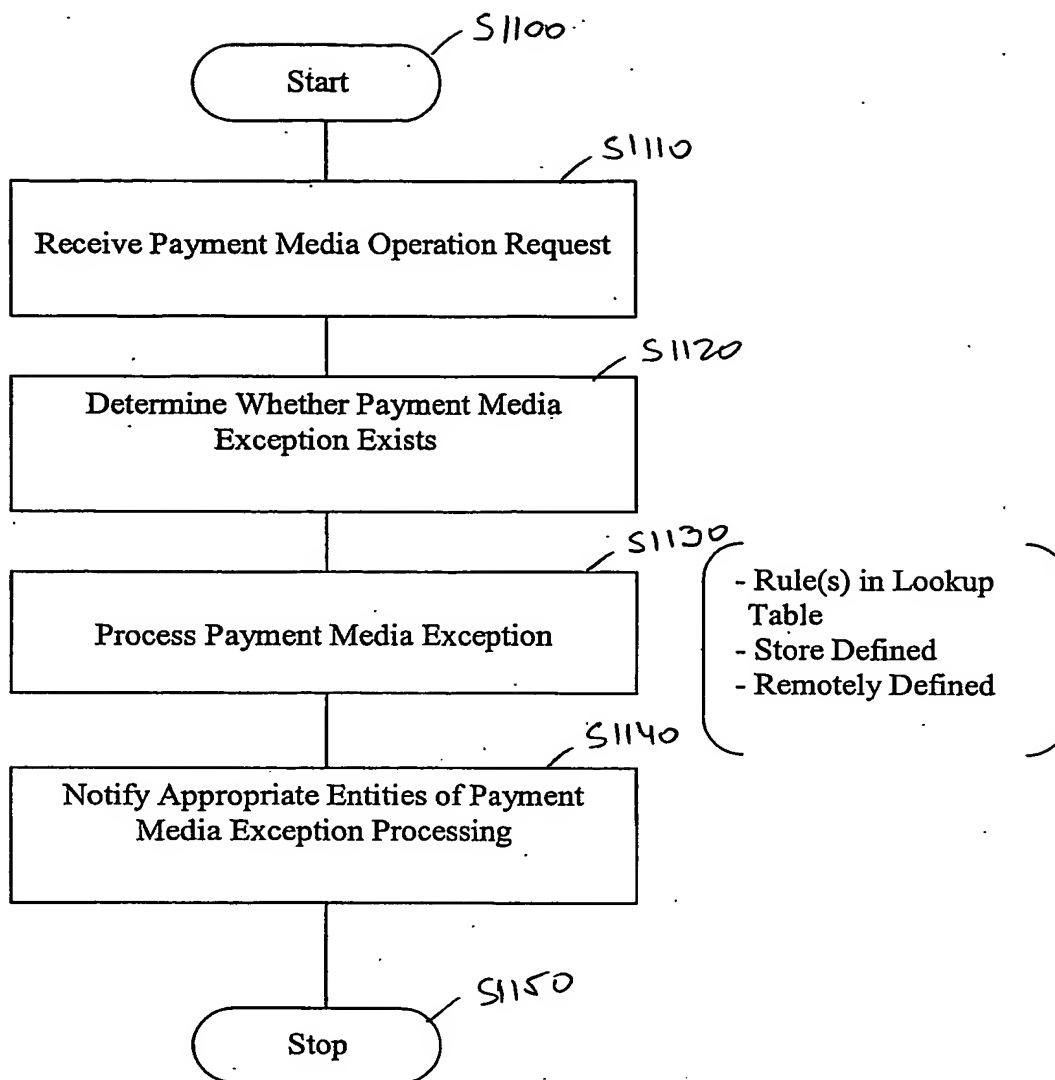 S1100
Start
S1110
Receive Payment Media Operation Request
S1120
Determine Whether Payment Media
Exception Exists
S1130
Process Payment Media Exception
- Rule(s) in Lookup
Table
- Store Defined
- Remotely Defined
S1140
Notify Appropriate Entities of Payment
Media Exception Processing
S1150
Stop